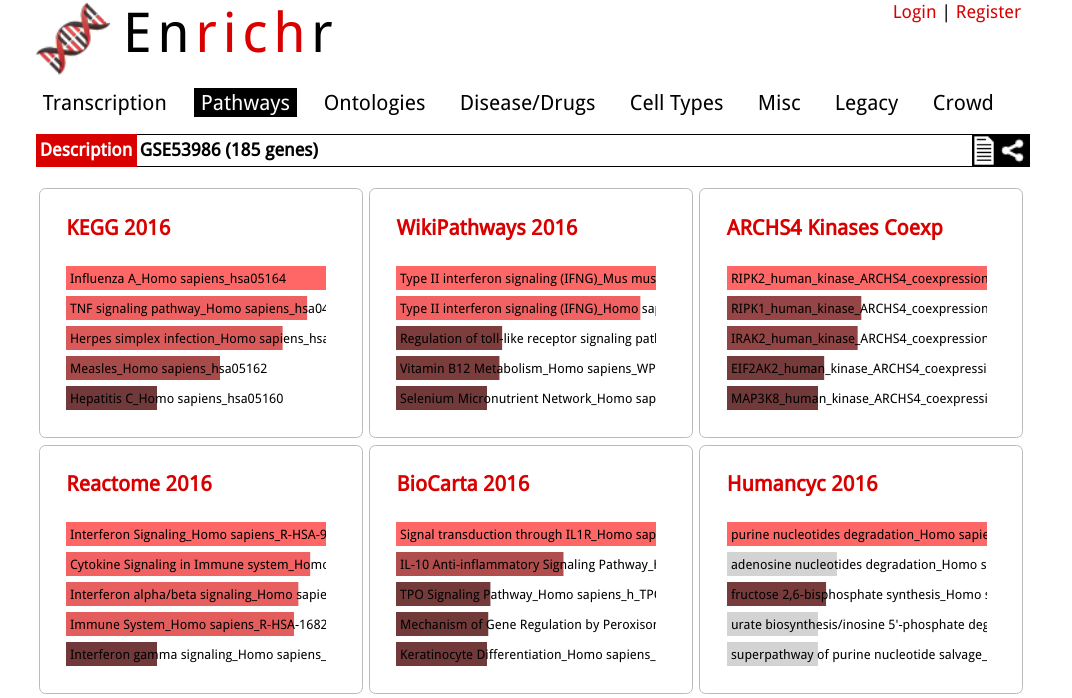 Enrichr
Login | Register
Transcription Pathways Ontologies Disease/Drugs Cell Types Misc Legacy Crowd
Description GSE53986 (185 genes)
KEGG 2016
Influenza A_Homo sapiens_hsa05164
TNF signaling pathway_Homo sapiens_hsa04
Herpes simplex infection_Homo sapiens_hsa
Measles_Homo sapiens_hsa05162
Hepatitis C_Homo sapiens_hsa05160
WikiPathways 2016
Type II interferon signaling (IFNG)_Mus mus
Type II interferon signaling (IFNG)_Homo sap
Regulation of toll-like receptor signaling path
Vitamin B12 Metabolism_Homo sapiens_WP
Selenium Micronutrient Network_Homo sap
ARCHS4 Kinases Coexp
RIPK2_human_kinase_ARCHS4_coexpression
RIPK1_human_kinase_ARCHS4_coexpression
IRAK2_human_kinase_ARCHS4_coexpression
EIF2AK2_human_kinase_ARCHS4_coexpressi
MAP3K8_human_kinase_ARCHS4_coexpressi
Reactome 2016
Interferon Signaling_Homo sapiens_R-HSA-9
Cytokine Signaling in Immune system_Homo
Interferon alpha/beta signaling_Homo sapie
Immune System_Homo sapiens_R-HSA-1682
Interferon gamma signaling_Homo sapiens_
BioCarta 2016
Signal transduction through IL1R_Homo sap
IL-10 Anti-inflammatory Signaling Pathway_H
TPO Signaling Pathway_Homo sapiens_h_TPO
Mechanism of Gene Regulation by Peroxisom
Keratinocyte Differentiation_Homo sapiens_
Humancyc 2016
purine nucleotides degradation_Homo sapie
adenosine nucleotides degradation_Homo s
fructose 2,6-bisphosphate synthesis_Homo s
urate biosynthesis/inosine 5'-phosphate deg
superpathway of purine nucleotide salvage_